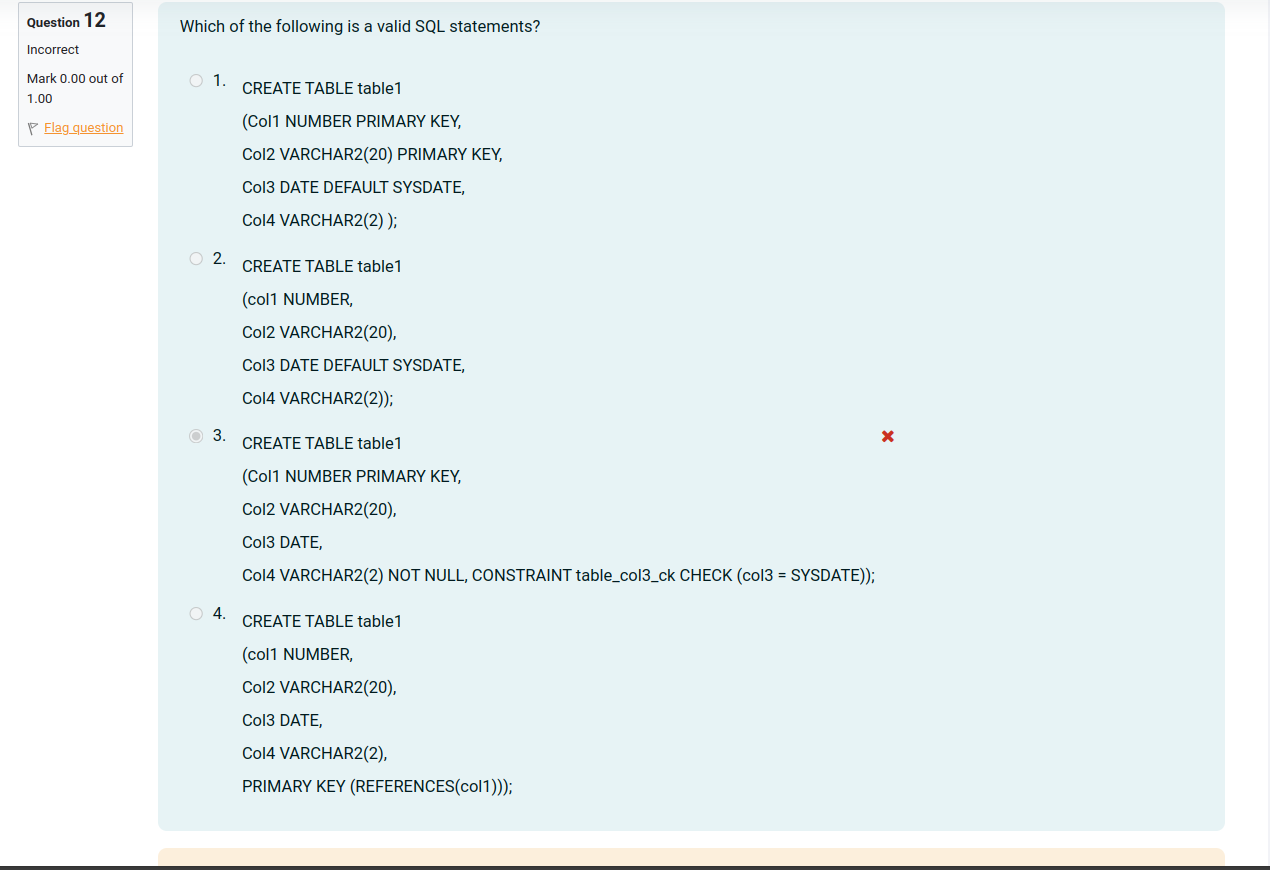 Question 12
Incorrect
Mark 0.00 out of
1.00
Flag question
Which of the following is a valid SQL statements?
1.
CREATE TABLE table1
(Col1 NUMBER PRIMARY KEY,
Col2 VARCHAR2(20) PRIMARY KEY,
Col3 DATE DEFAULT SYSDATE,
Col4 VARCHAR2(2) );
2.
CREATE TABLE table1
(col1 NUMBER,
Col2 VARCHAR2(20),
Col3 DATE DEFAULT SYSDATE,
Col4 VARCHAR2(2));
3.
CREATE TABLE table1
(Col1 NUMBER PRIMARY KEY,
Col2 VARCHAR2(20),
Col3 DATE,
Col4 VARCHAR2(2) NOT NULL, CONSTRAINT table_col3_ck CHECK (col3 = SYSDATE));
4.
CREATE TABLE table1
(col1 NUMBER,
Col2 VARCHAR2(20),
Col3 DATE,
Col4 VARCHAR2(2),
PRIMARY KEY (REFERENCES(col1)));